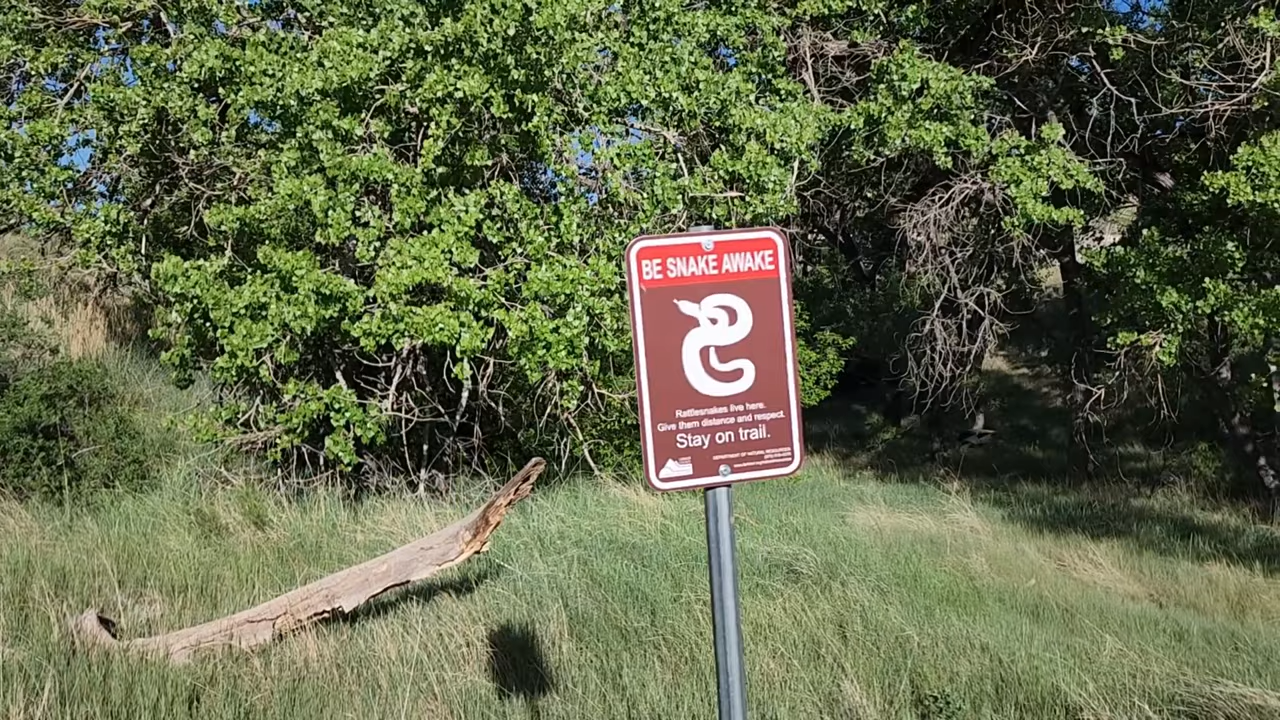 BE SNAKE AWAKE
Rattlesnakes live here.
Give them distance and respect.
Stay on trail.
DEPARTMENT OF NATURAL RESOURCES